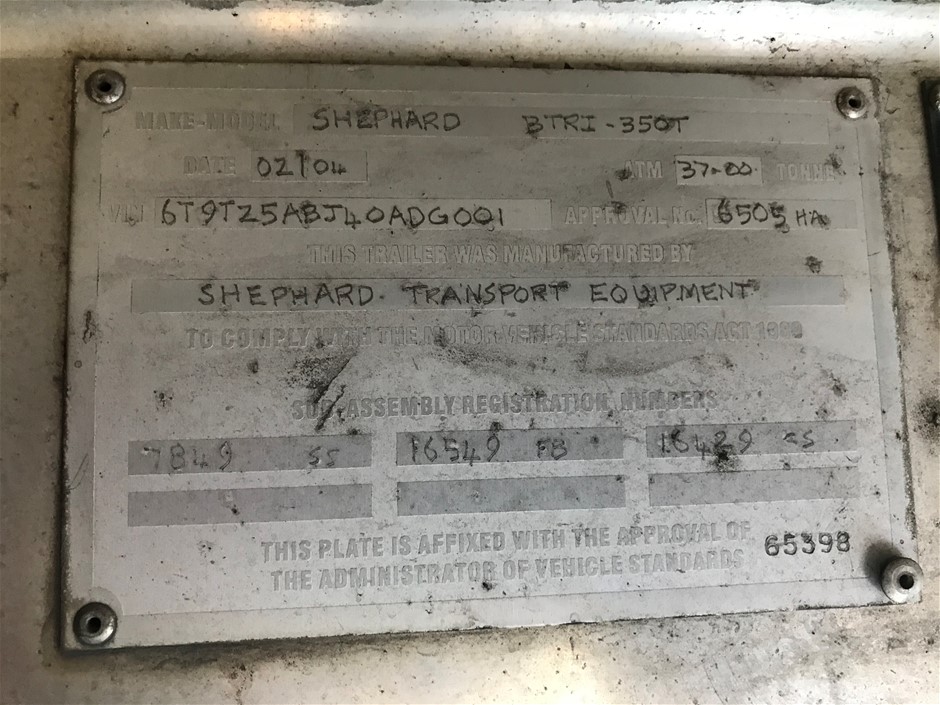 MAKE-MODEL SHEPHARD BTRI-350T
DATE 02/04 ATM 37.00 TONNE
VIN 6T9T25ABJ40ADG001 APPROVAL No. 6505 HA
THIS TRAILER WAS MANUFACTURED BY
SHEPHARD TRANSPORT EQUIPMENT
TO COMPLY WITH THE MOTOR VEHICLE STANDARDS ACT 1989
SUB-ASSEMBLY REGISTRATION NUMBERS
7849 SS 16549 FB 16429 SS
THIS PLATE IS AFFIXED WITH THE APPROVAL OF
THE ADMINISTRATOR OF VEHICLE STANDARDS 65398